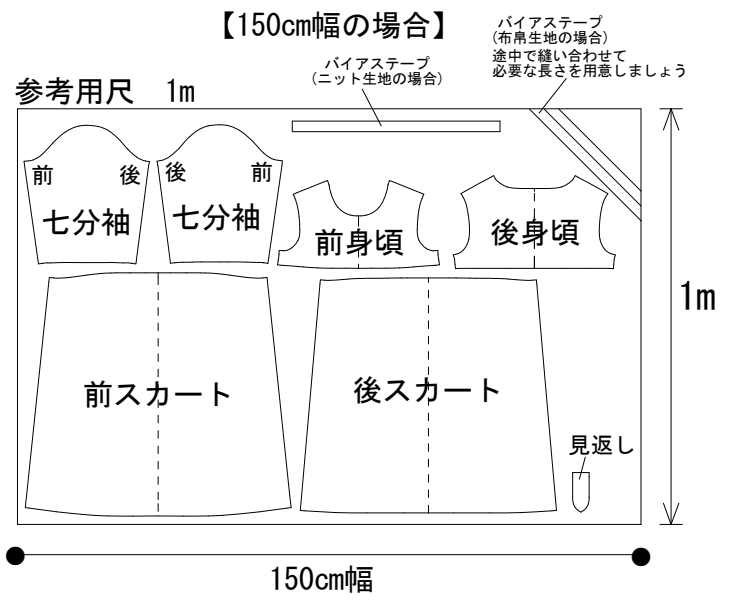 【150cm幅の場合】
バイアステープ
(布帛生地の場合)
途中で縫い合わせて
必要な長さを用意しましょう
バイアステープ
(ニット生地の場合)
参考用尺 1m
前 後
七分袖
後 前
七分袖
前身頃
後身頃
1m
前スカート
後スカート
見返し
150cm幅